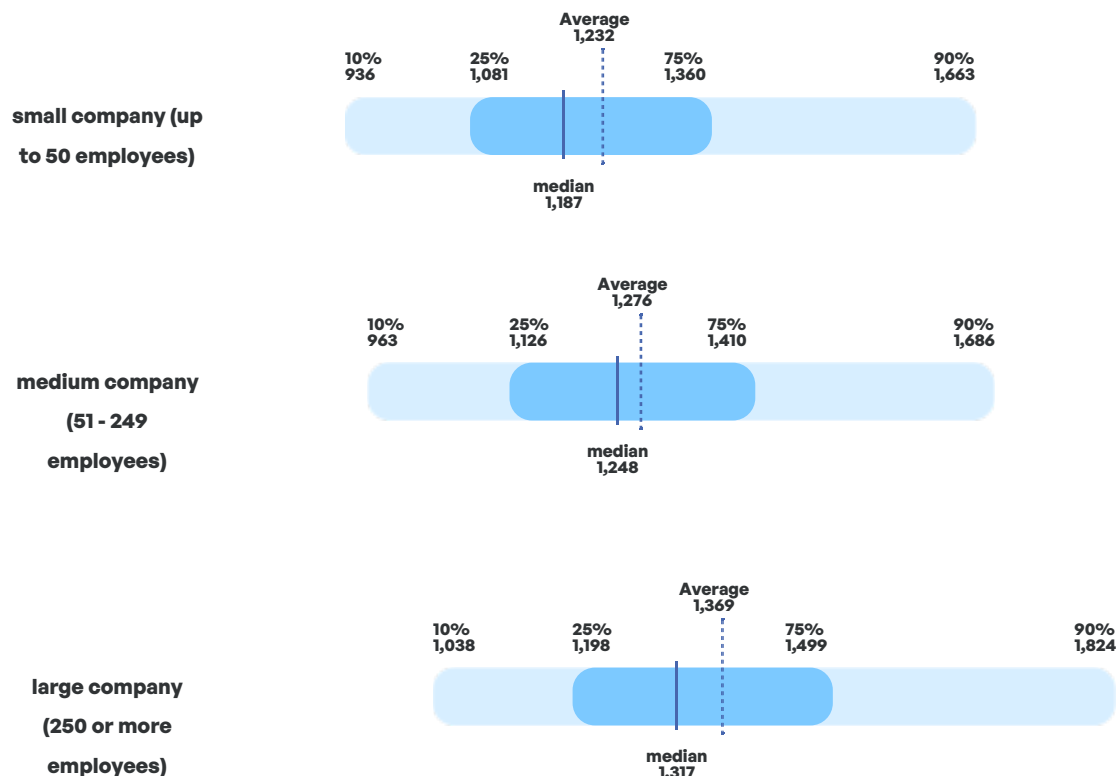 Average
1,232
10%
936
25%
1,081
75%
1,360
90%
1,663
small company (up
to 50 employees)
median
1,187
Average
1,276
10%
963
25%
1,126
75%
1,410
90%
1,686
medium company
(51 - 249
employees)
median
1,248
Average
1,369
10%
1,038
25%
1,198
75%
1,499
90%
1,824
large company
(250 or more
employees)
median
1,317